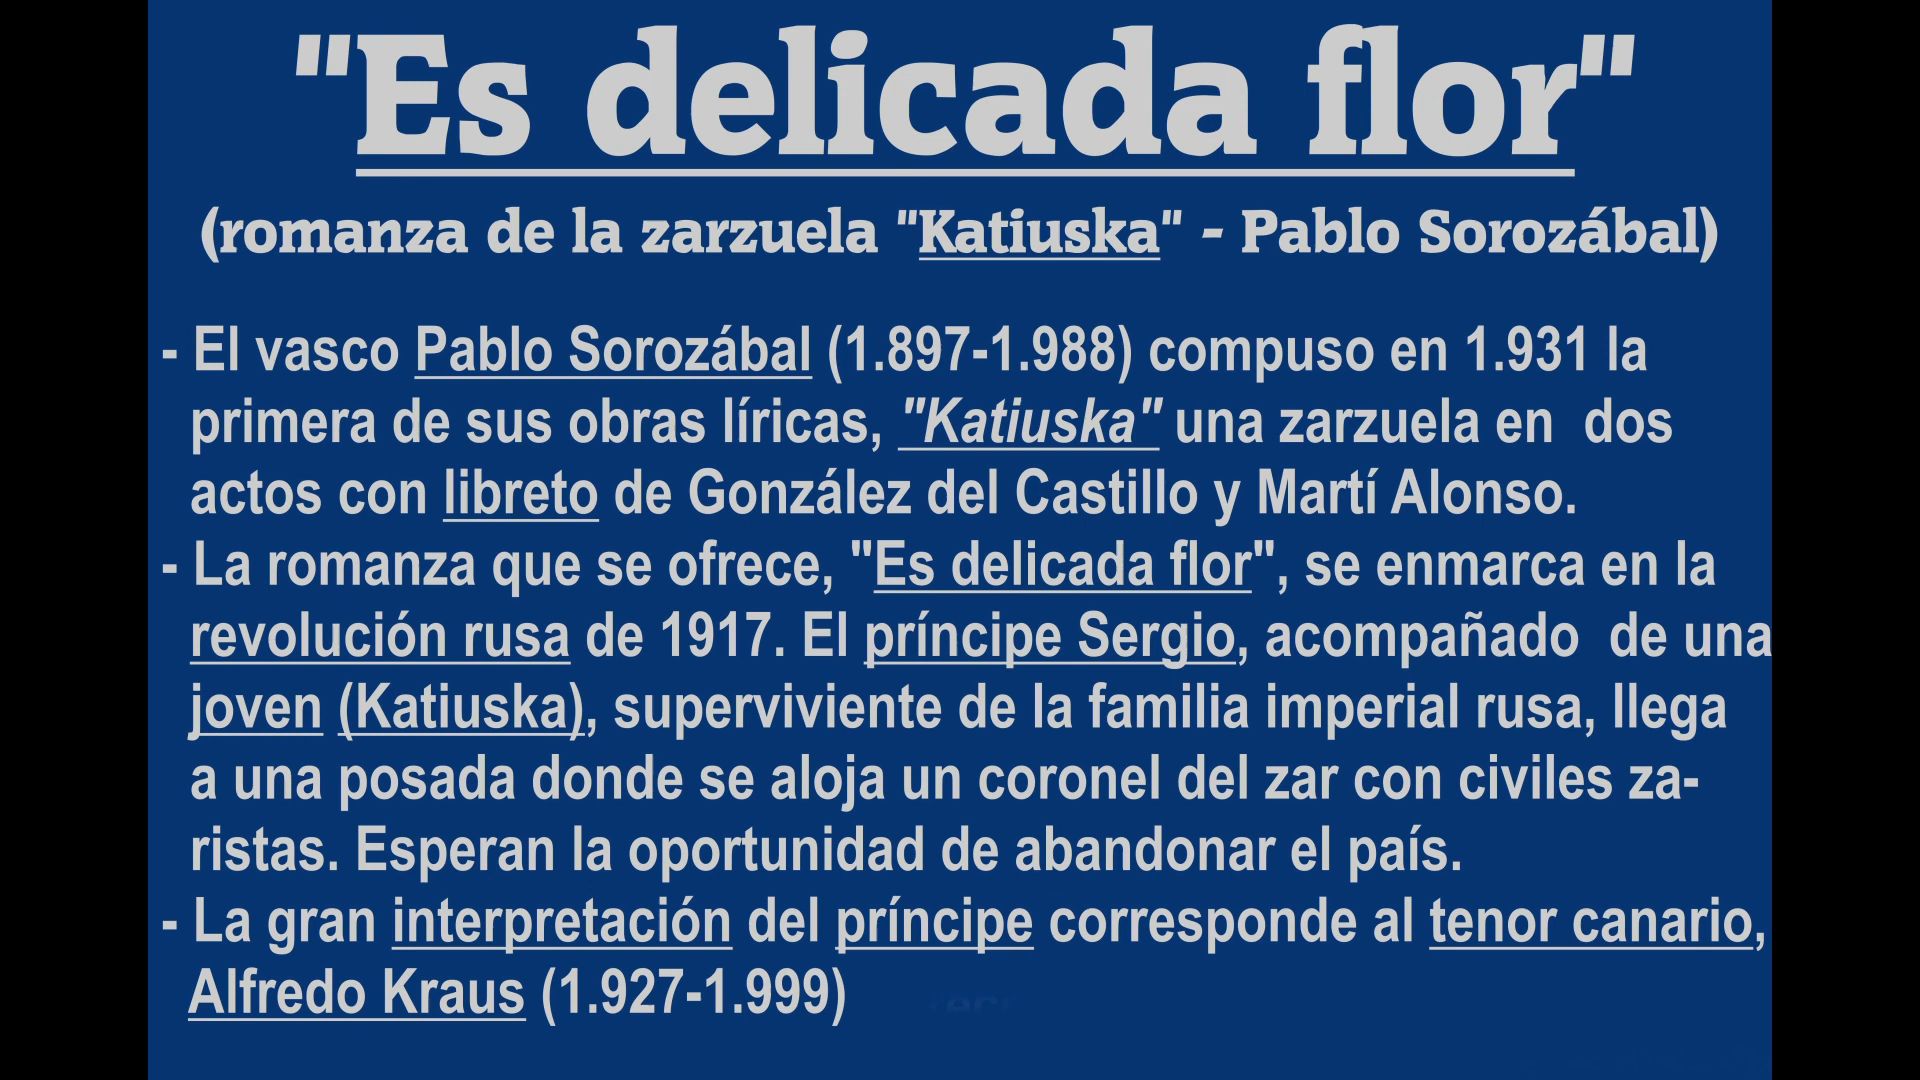 "Es delicada flor"
(romanza de la zarzuela "Katiuska" - Pablo Sorozábal)
- El vasco Pablo Sorozábal (1.897-1.988) compuso en 1.931 la
primera de sus obras líricas, "Katiuska" una zarzuela en  dos
actos con libreto de González del Castillo y Martí Alonso.
- La romanza que se ofrece, "Es delicada flor", se enmarca en la
revolución rusa de 1917. El príncipe Sergio, acompañado  de una
joven (Katiuska), superviviente de la familia imperial rusa, llega
a una posada donde se aloja un coronel del zar con civiles za-
ristas. Esperan la oportunidad de abandonar el país.
- La gran interpretación del príncipe corresponde al tenor canario,
Alfredo Kraus (1.927-1.999)